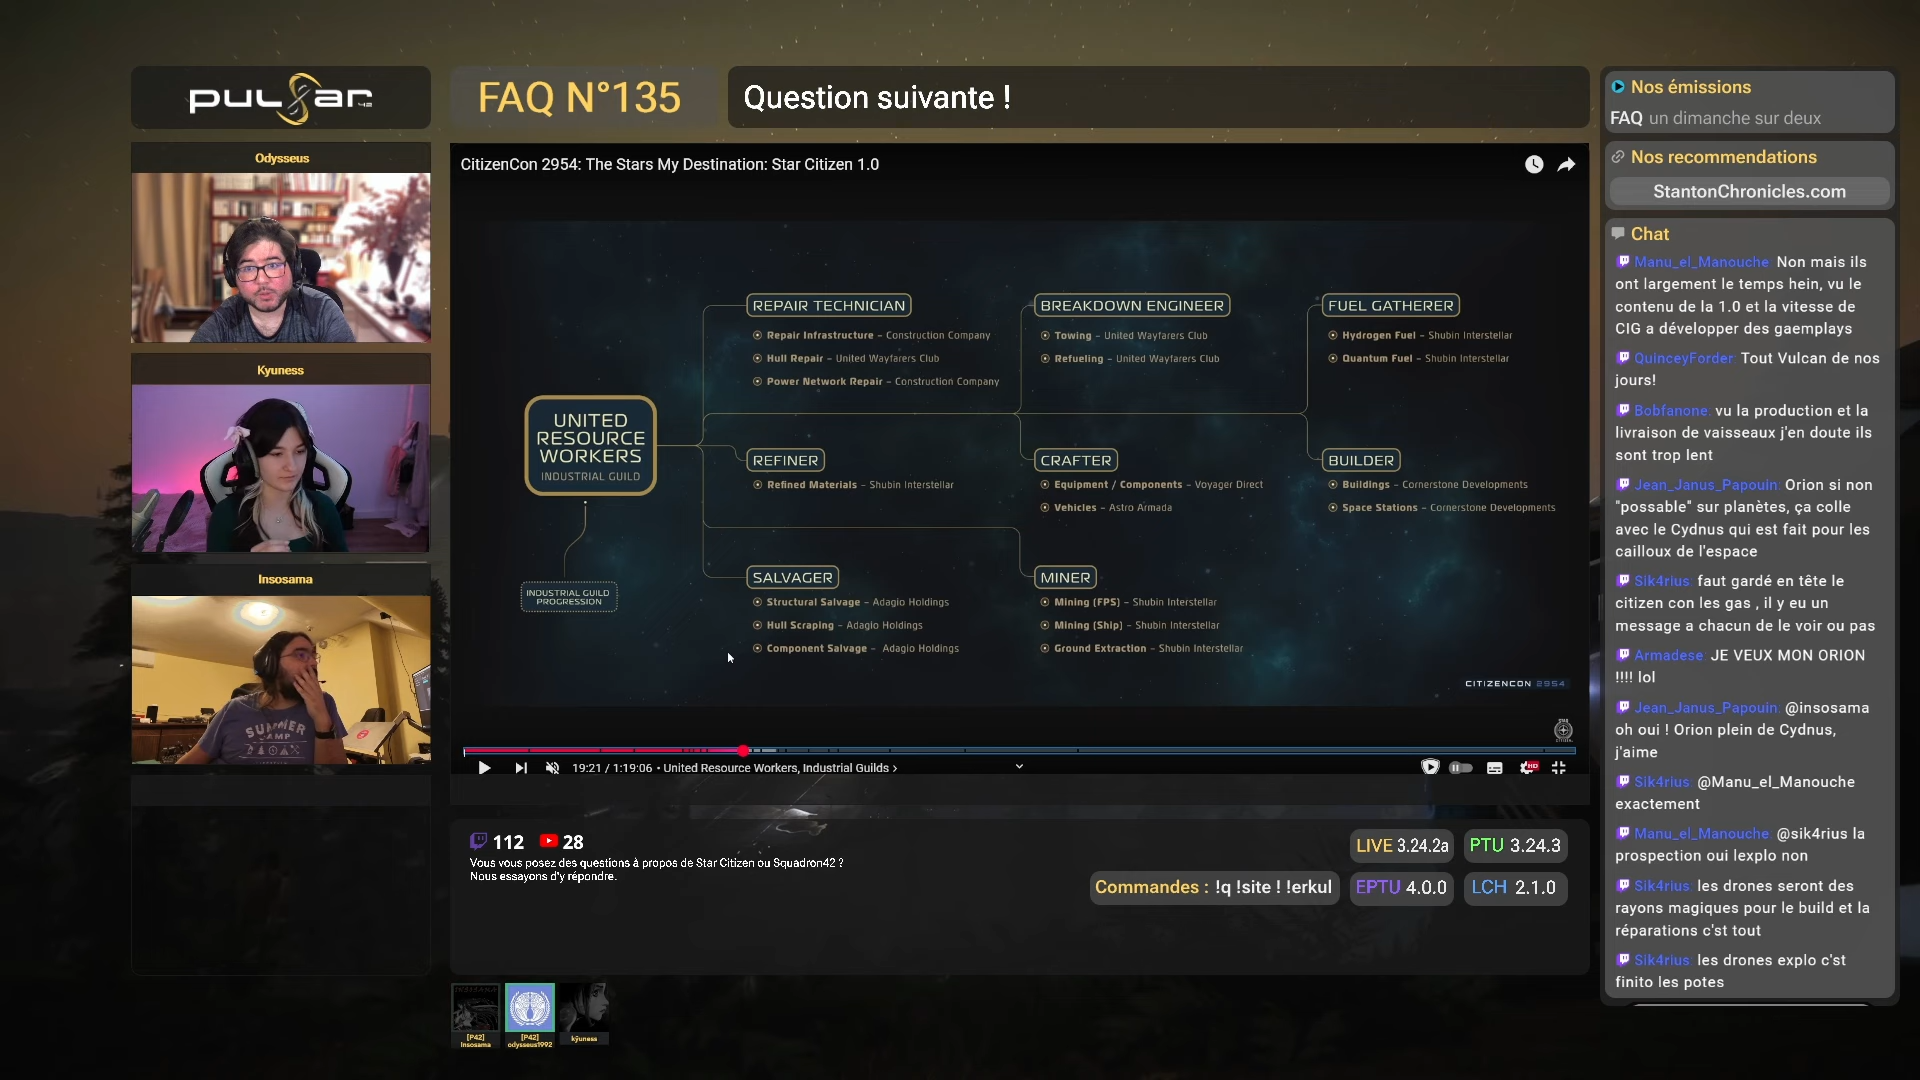 pulsar 42
FAQ N°135
Question suivante !
Odysseus
Kyuness
Insosama
SUMMER
CAMP
CitizenCon 2954: The Stars My Destination: Star Citizen 1.0
UNITED
RESOURCE
WORKERS
INDUSTRIAL GUILD
INDUSTRIAL GUILD
PROGRESSION
REPAIR TECHNICIAN
Repair Infrastructure – Construction Company
Hull Repair – United Wayfarers Club
Power Network Repair – Construction Company
BREAKDOWN ENGINEER
Towing – United Wayfarers Club
Refueling – United Wayfarers Club
FUEL GATHERER
Hydrogen Fuel – Shubin Interstellar
Quantum Fuel – Shubin Interstellar
REFINER
Refined Materials – Shubin Interstellar
CRAFTER
Equipment / Components – Voyager Direct
Vehicles – Astro Armada
BUILDER
Buildings – Cornerstone Developments
Space Stations – Cornerstone Developments
SALVAGER
Structural Salvage – Adagio Holdings
Hull Scraping – Adagio Holdings
Component Salvage – Adagio Holdings
MINER
Mining (FPS) – Shubin Interstellar
Mining (Ship) – Shubin Interstellar
Ground Extraction – Shubin Interstellar
CITIZENCON 2954
19:21 / 1:19:06 • United Resource Workers, Industrial Guilds ›
HD
112
28
Vous vous posez des questions à propos de Star Citizen ou Squadron42 ?
Nous essayons d'y répondre.
LIVE 3.24.2a
PTU 3.24.3
Commandes : !q !site ! !erkul
EPTU 4.0.0
LCH 2.1.0
[P42]
Insosama
[P42]
odysseus1992
kÿuness
Nos émissions
FAQ un dimanche sur deux
Nos recommendations
StantonChronicles.com
Chat
Manu_el_Manouche: Non mais ils
ont largement le temps hein, vu le
contenu de la 1.0 et la vitesse de
CIG a développer des gaemplays
QuinceyForder: Tout Vulcan de nos
jours!
Bobfanone: vu la production et la
livraison de vaisseaux j'en doute ils
sont trop lent
Jean_Janus_Papouin: Orion si non
"possable" sur planètes, ça colle
avec le Cydnus qui est fait pour les
cailloux de l'espace
Sik4rius: faut gardé en tête le
citizen con les gas , il y eu un
message a chacun de le voir ou pas
Armadese: JE VEUX MON ORION
!!!! lol
Jean_Janus_Papouin: @insosama
oh oui ! Orion plein de Cydnus,
j'aime
Sik4rius: @Manu_el_Manouche
exactement
Manu_el_Manouche: @sik4rius la
prospection oui lexplo non
Sik4rius: les drones seront des
rayons magiques pour le build et la
réparations c'st tout
Sik4rius: les drones explo c'st
finito les potes